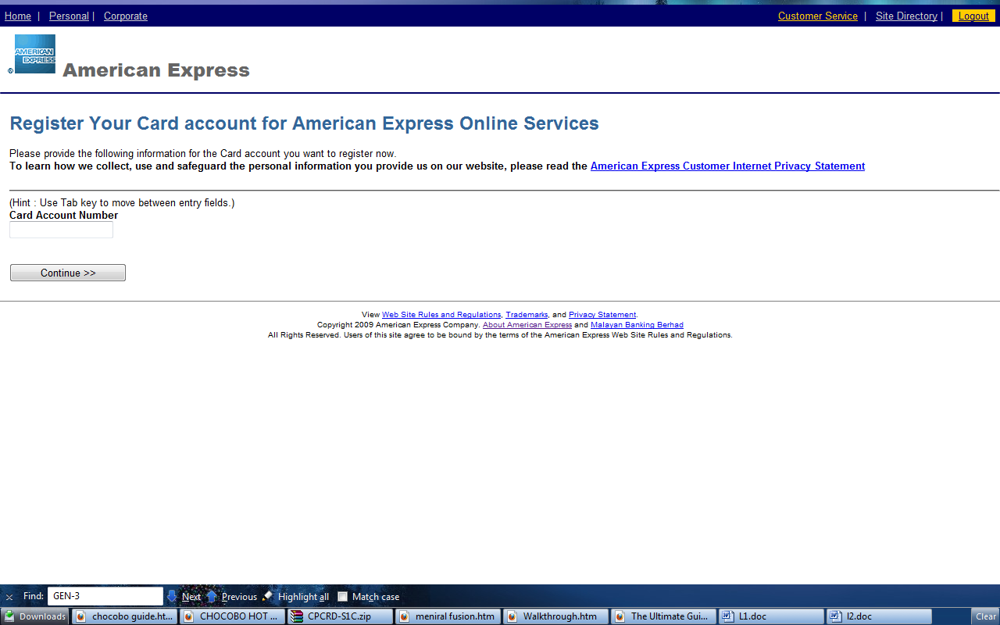 Home | Personal | Corporate Customer Service | Site Directory | Logout
AMERICAN
EXPRESS
® American Express
Register Your Card account for American Express Online Services
Please provide the following information for the Card account you want to register now.
To learn how we collect, use and safeguard the personal information you provide us on our website, please read the American Express Customer Internet Privacy Statement
(Hint : Use Tab key to move between entry fields.)
Card Account Number
Continue >>
View Web Site Rules and Regulations, Trademarks, and Privacy Statement.
Copyright 2009 American Express Company. About American Express and Malayan Banking Berhad
All Rights Reserved. Users of this site agree to be bound by the terms of the American Express Web Site Rules and Regulations.
× Find: GEN-3 Next Previous Highlight all Match case
Downloads chocobo guide.ht... CHOCOBO HOT ... CPCRD-S1C.zip meniral fusion.htm Walkthrough.htm The Ultimate Gui... L1.doc l2.doc Clear